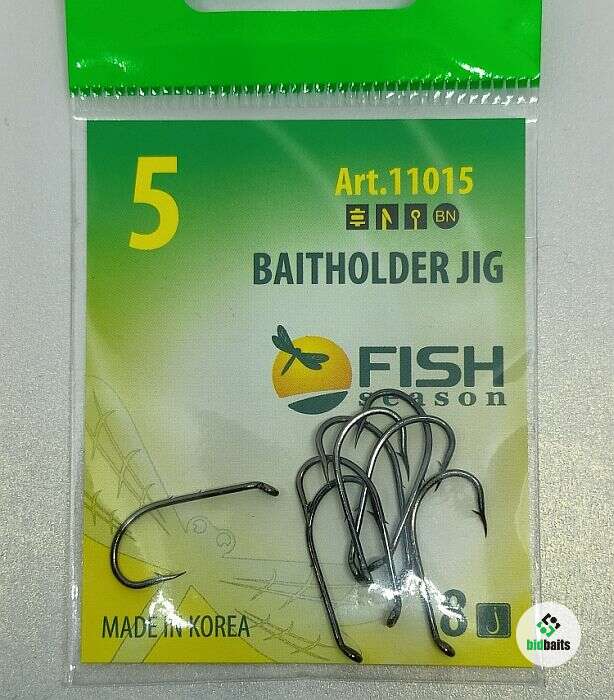 5
Art.11015
BN
BAITHOLDER JIG
FISH
season
MADE IN KOREA
8
bidbaits